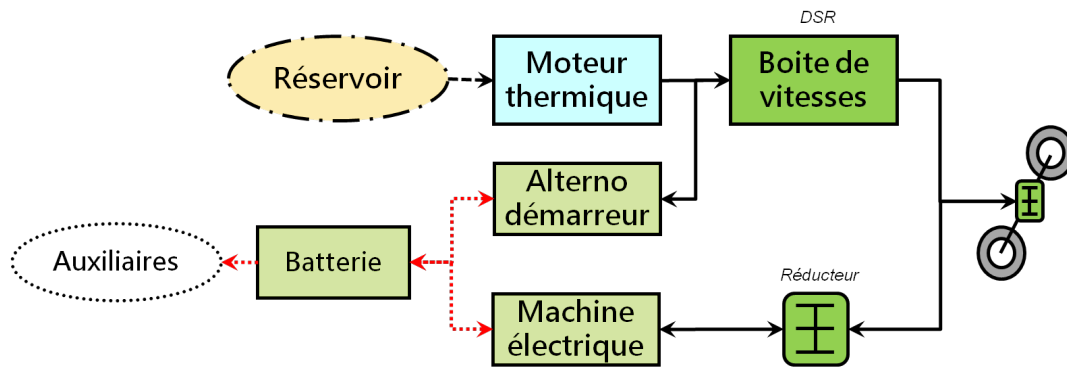 DSR
Réservoir
Moteur
thermique
Boite de
vitesses
Alterno
démarreur
Auxiliaires
Batterie
Réducteur
Machine
électrique